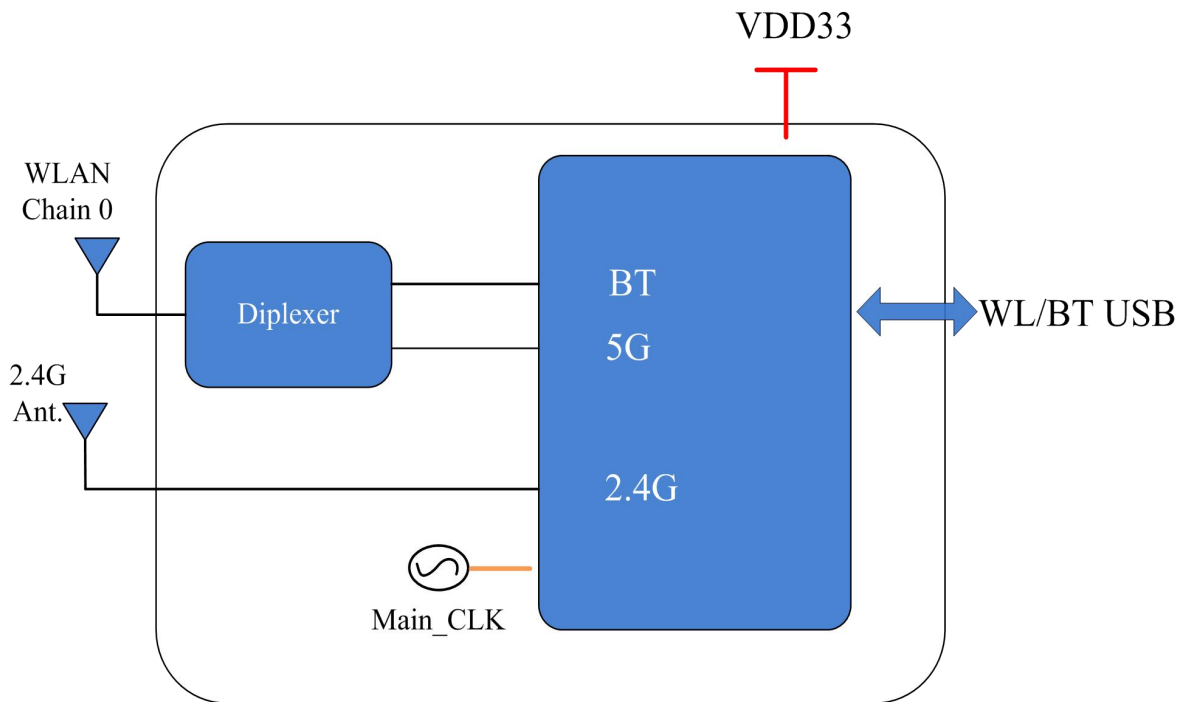 VDD33
WLAN
Chain 0
Diplexer
BT
5G
WL/BT USB
2.4G
Ant.
2.4G
Main_CLK